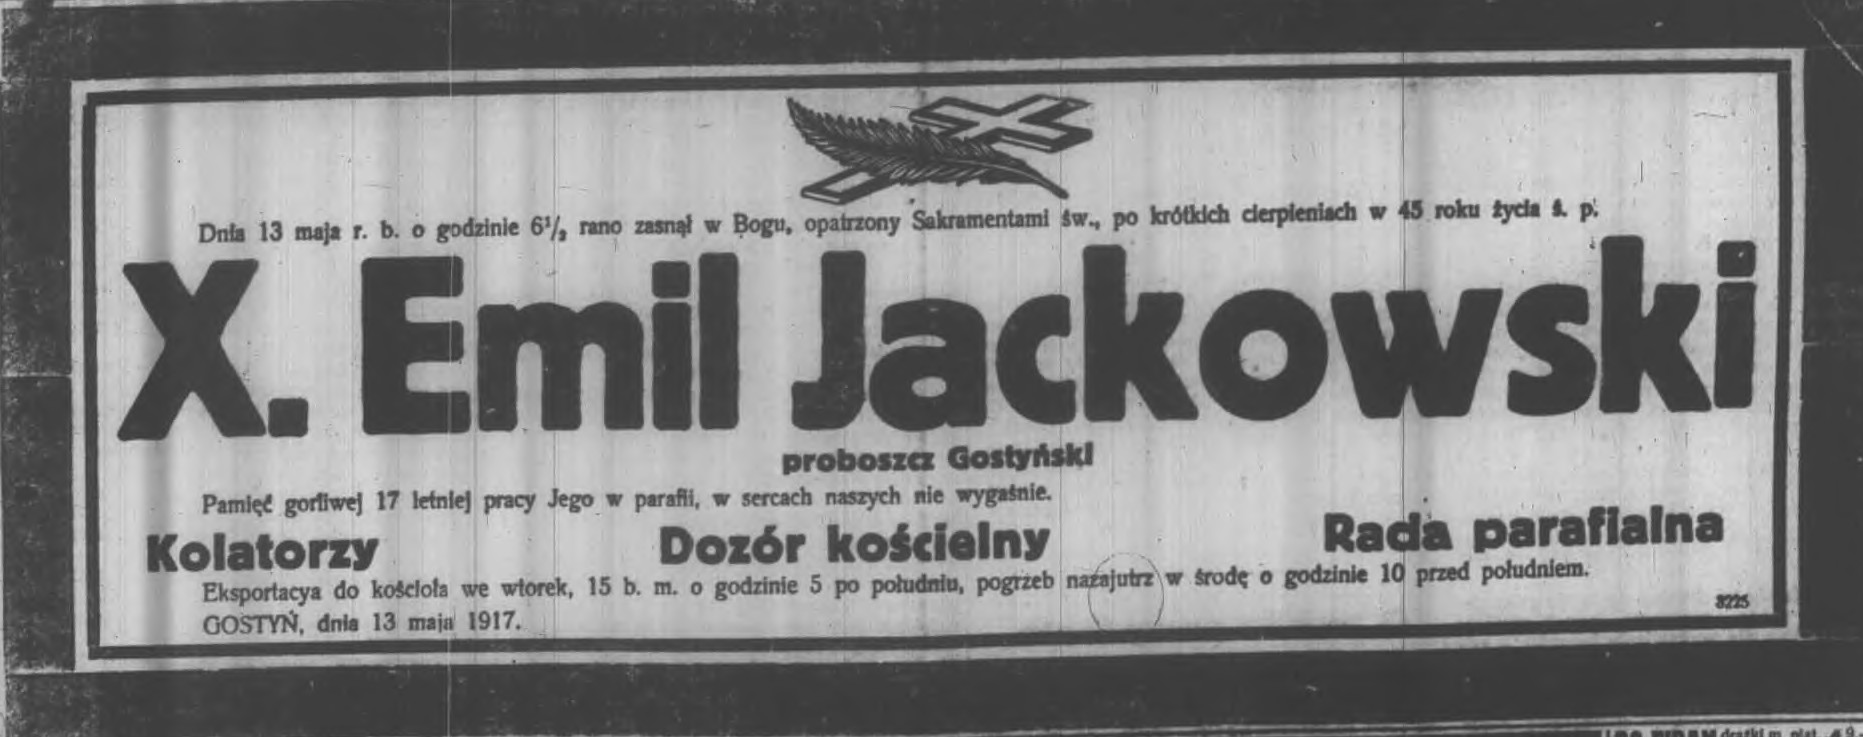 Dnia 13 maja r. b. o godzinie 6½ rano zasnął w Bogu, opatrzony Sakramentami św., po krótkich cierpieniach w 45 roku życia ś. p.
X. Emil Jackowski
proboszcz Gostyński
Pamięć gorliwej 17 letniej pracy Jego w parafii, w sercach naszych nie wygaśnie.
Kolatorzy Dozór kościelny Rada parafialna
Eksportacya do kościoła we wtorek, 15 b. m. o godzinie 5 po południu, pogrzeb nazajutrz w środę o godzinie 10 przed południem.
GOSTYŃ, dnia 13 maja 1917.
3225